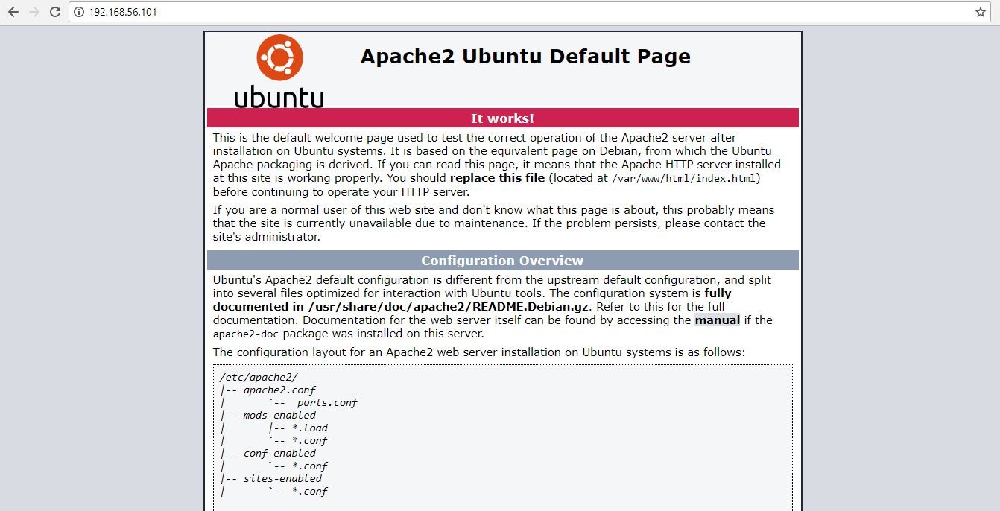 192.168.56.101
Apache2 Ubuntu Default Page
ubuntu
It works!
This is the default welcome page used to test the correct operation of the Apache2 server after
installation on Ubuntu systems. It is based on the equivalent page on Debian, from which the Ubuntu
Apache packaging is derived. If you can read this page, it means that the Apache HTTP server installed
at this site is working properly. You should replace this file (located at /var/www/html/index.html)
before continuing to operate your HTTP server.
If you are a normal user of this web site and don't know what this page is about, this probably means
that the site is currently unavailable due to maintenance. If the problem persists, please contact the
site's administrator.
Configuration Overview
Ubuntu's Apache2 default configuration is different from the upstream default configuration, and split
into several files optimized for interaction with Ubuntu tools. The configuration system is fully
documented in /usr/share/doc/apache2/README.Debian.gz. Refer to this for the full
documentation. Documentation for the web server itself can be found by accessing the manual if the
apache2-doc package was installed on this server.
The configuration layout for an Apache2 web server installation on Ubuntu systems is as follows:
/etc/apache2/
|-- apache2.conf
|       `--  ports.conf
|-- mods-enabled
|       |-- *.load
|       `-- *.conf
|-- conf-enabled
|       `-- *.conf
|-- sites-enabled
|       `-- *.conf